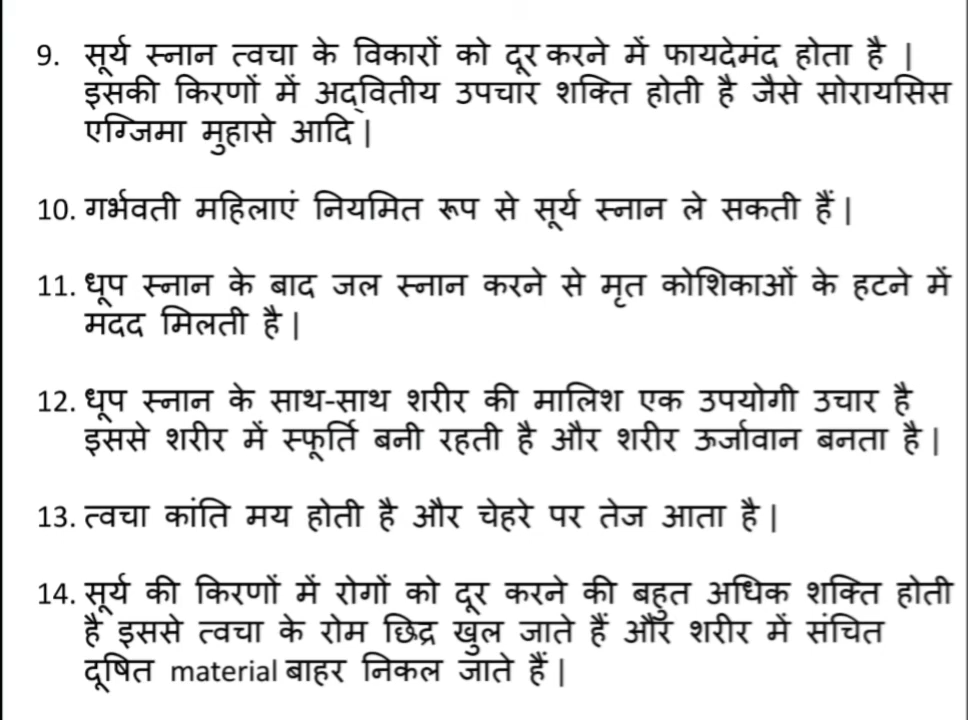 9. सूर्य स्नान त्वचा के विकारों को दूर करने में फायदेमंद होता है |
इसकी किरणों में अद्वितीय उपचार शक्ति होती है जैसे सोरायसिस
एग्जिमा मुहासे आदि |
10. गर्भवती महिलाएं नियमित रूप से सूर्य स्नान ले सकती हैं |
11. धूप स्नान के बाद जल स्नान करने से मृत कोशिकाओं के हटने में
मदद मिलती है |
12. धूप स्नान के साथ-साथ शरीर की मालिश एक उपयोगी उचार है
इससे शरीर में स्फूर्ति बनी रहती है और शरीर ऊर्जावान बनता है |
13. त्वचा कांति मय होती है और चेहरे पर तेज आता है |
14. सूर्य की किरणों में रोगों को दूर करने की बहुत अधिक शक्ति होती
है इससे त्वचा के रोम छिद्र खुल जाते हैं और शरीर में संचित
दूषित material बाहर निकल जाते हैं |